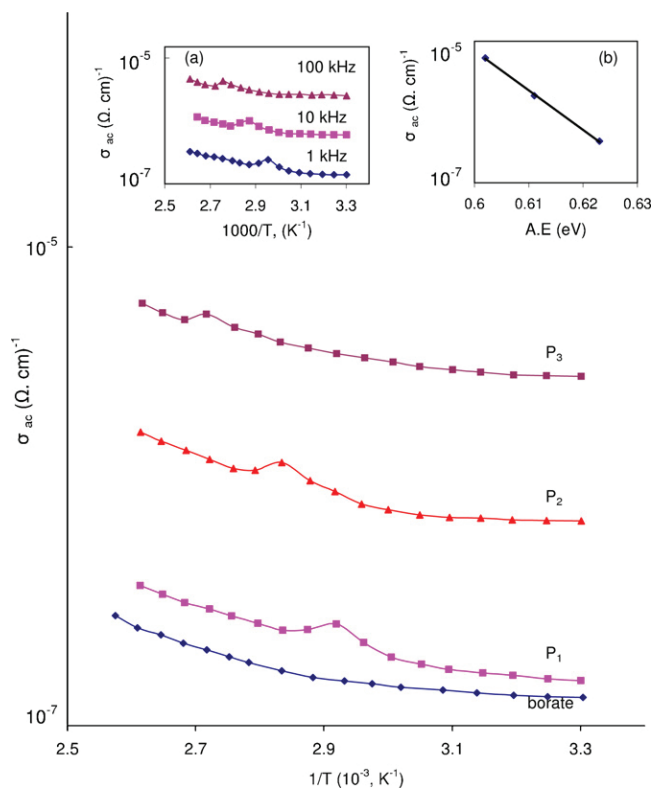 (a)
10⁻⁵
100 kHz
10 kHz
1 kHz
10⁻⁷
σ ac (Ω. cm)⁻¹
2.5 2.7 2.9 3.1 3.3
1000/T, (K⁻¹)
(b)
10⁻⁵
10⁻⁷
σ ac (Ω. cm)⁻¹
0.6 0.61 0.62 0.63
A.E (eV)
10⁻⁵
σ ac (Ω. cm)⁻¹
P₃
P₂
P₁
borate
10⁻⁷
2.5 2.7 2.9 3.1 3.3
1/T (10⁻³, K⁻¹)